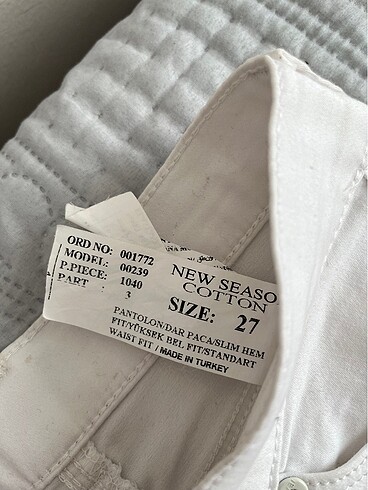 ORD NO: 001772
MODEL: 00239
P.PIECE: 1040
PART : 3
NEW SEASO
COTTON
SIZE: 27
PANTOLON/DAR PAÇA/SLIM HEM
FIT/YÜKSEK BEL FIT/STANDART
WAIST FIT / MADE IN TURKEY